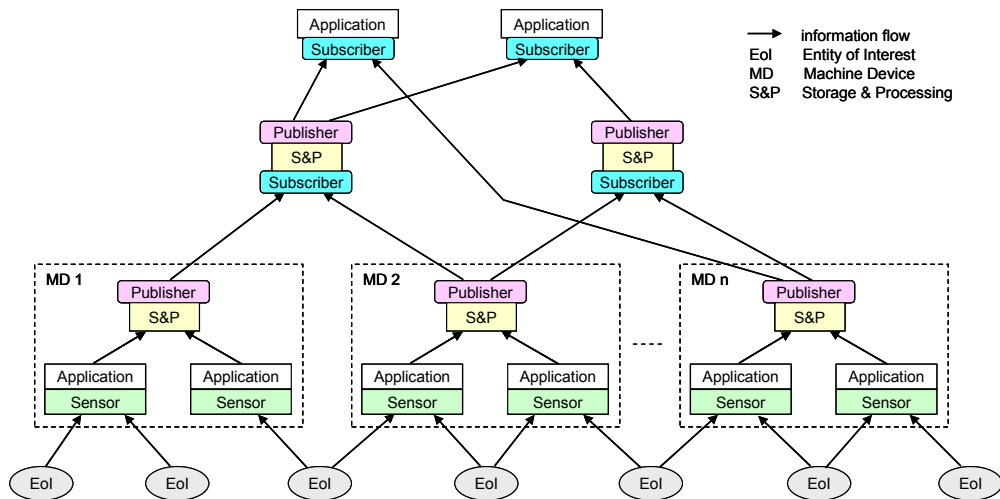 Application
Application
Subscriber
Subscriber
information flow
EoI Entity of Interest
MD Machine Device
S&P Storage & Processing
Publisher
Publisher
S&P
S&P
Subscriber
Subscriber
MD 1
MD 2
MD n
Publisher
Publisher
Publisher
S&P
S&P
S&P
Application
Application
Application
Application
Application
Application
Sensor
Sensor
Sensor
Sensor
Sensor
Sensor
EoI
EoI
EoI
EoI
EoI
EoI
EoI